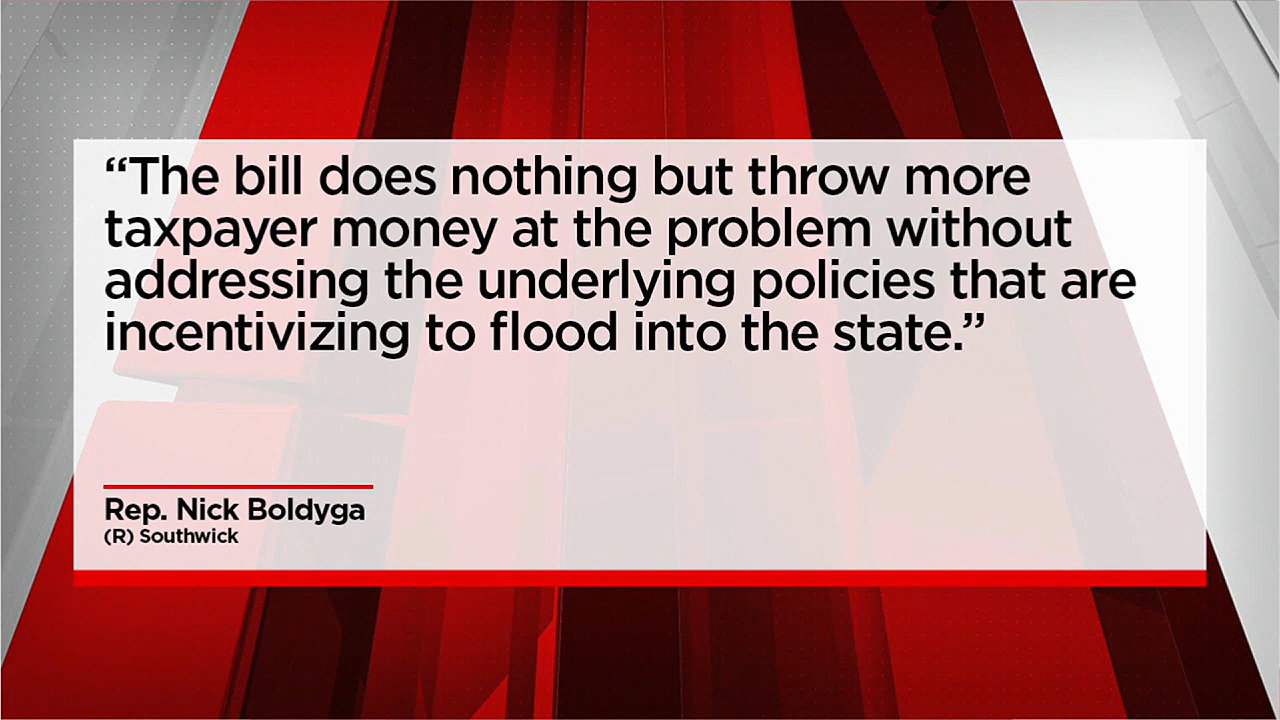 “The bill does nothing but throw more
taxpayer money at the problem without
addressing the underlying policies that are
incentivizing to flood into the state.”
Rep. Nick Boldyga
(R) Southwick